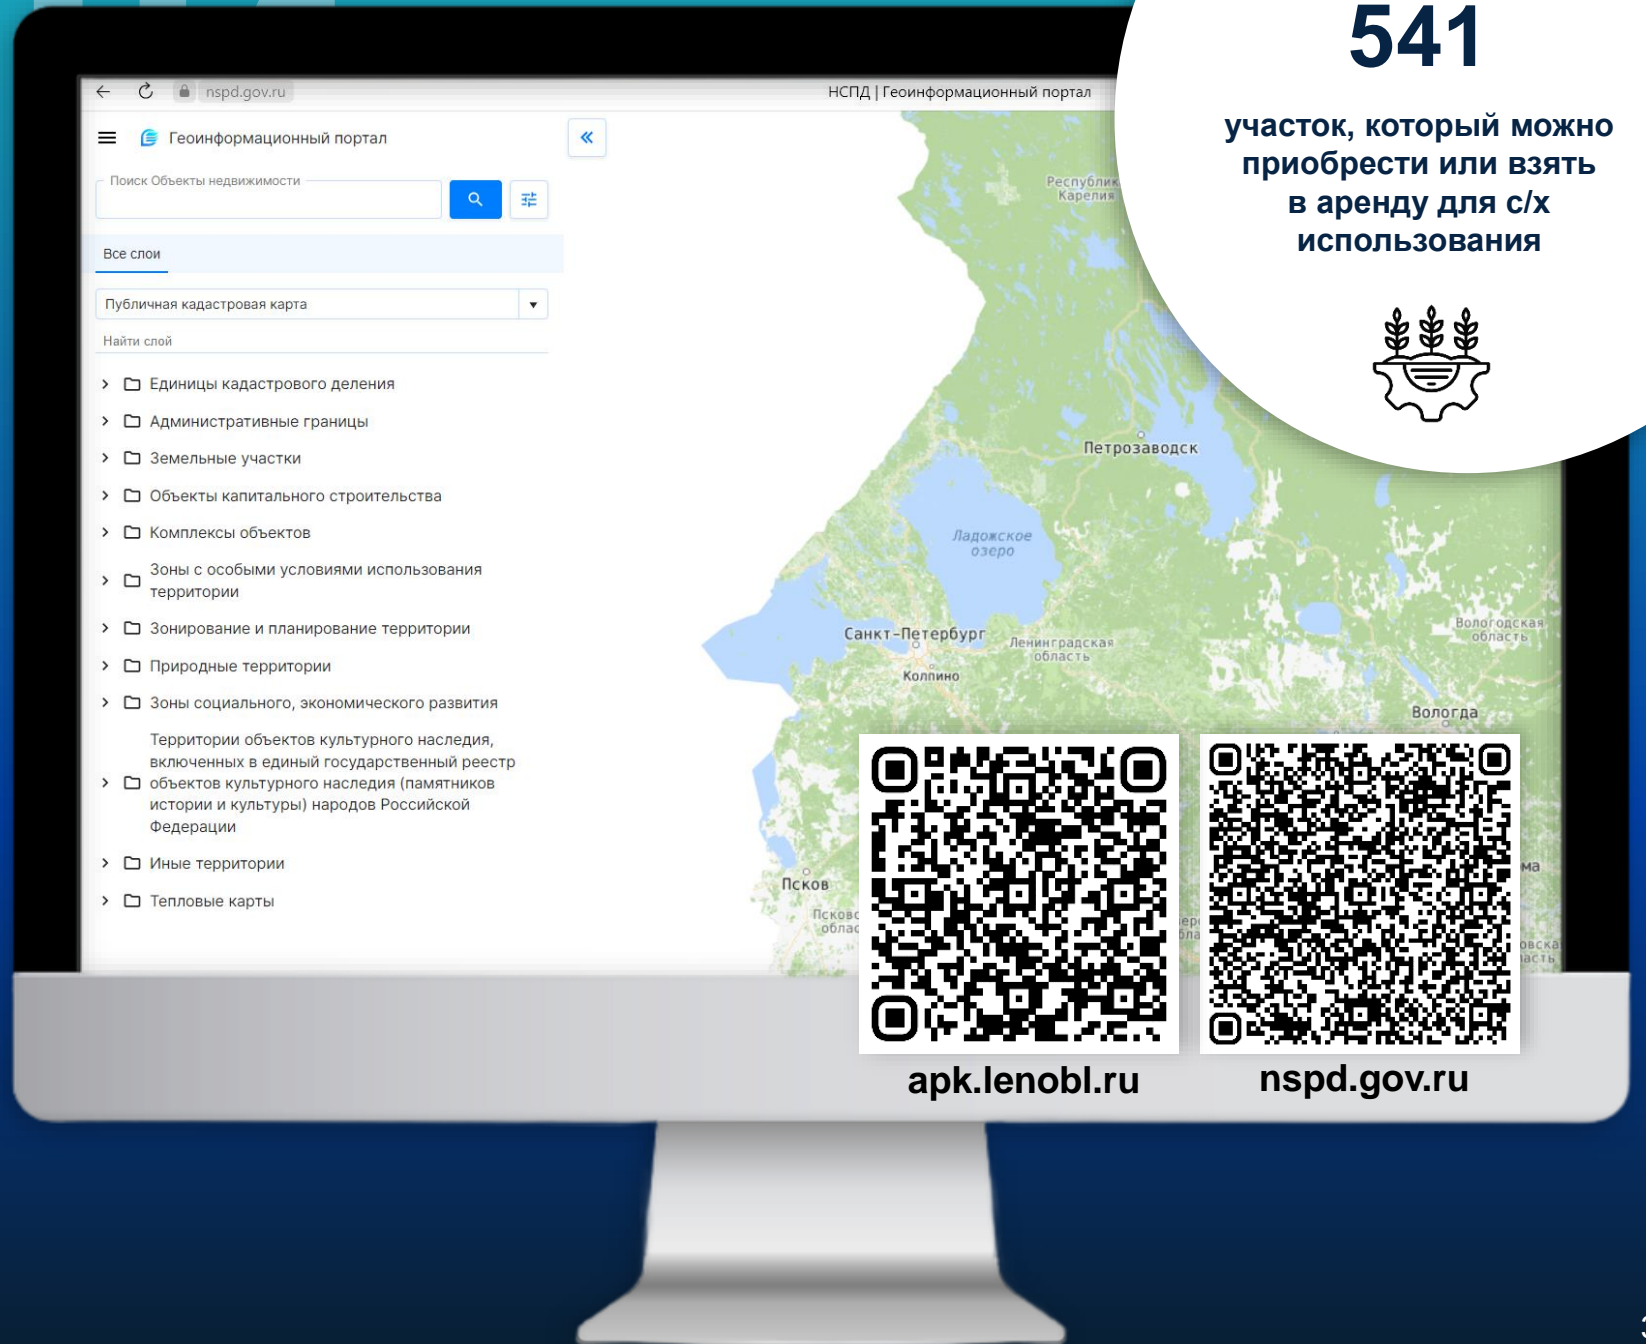 541
участок, который можно
приобрести или взять
в аренду для с/х
использования
nspd.gov.ru
НСПД | Геоинформационный портал
Геоинформационный портал
Поиск Объекты недвижимости
Все слои
Публичная кадастровая карта
Найти слой
Единицы кадастрового деления
Административные границы
Земельные участки
Объекты капитального строительства
Комплексы объектов
Зоны с особыми условиями использования
территории
Зонирование и планирование территории
Природные территории
Зоны социального, экономического развития
Территории объектов культурного наследия,
включенных в единый государственный реестр
объектов культурного наследия (памятников
истории и культуры) народов Российской
Федерации
Иные территории
Тепловые карты
Карелия
Петрозаводск
Ладожское
озеро
Санкт-Петербург
Ленинградская
область
Колпино
Вологодская
область
Вологда
Псков
apk.lenobl.ru
nspd.gov.ru